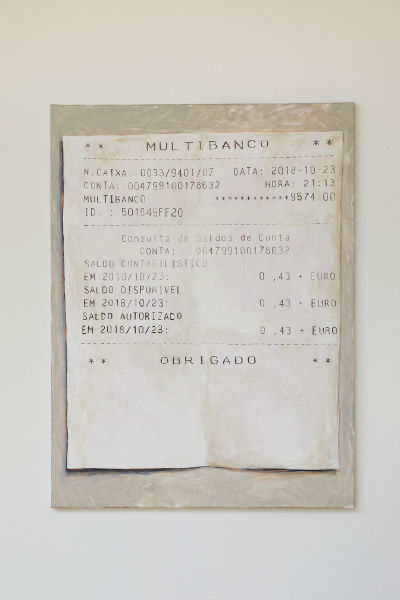 ** MULTIBANCO **
N.CAIXA. 0033/9401/07 DATA: 2018-10-23
CONTA: 004799100178632 HORA: 21:13
MULTIBANCO ************9574 00
ID. : 501649FF20
Consulta de Saldos de Conta
CONTA: 004799100178632
SALDO CONTABILISTICO
EM 2018/10/23: 0 ,43 + EURO
SALDO DISPONIVEL
EM 2018/10/23: 0 ,43 + EURO
SALDO AUTORIZADO
EM 2018/10/23: 0 ,43 + EURO
** OBRIGADO **